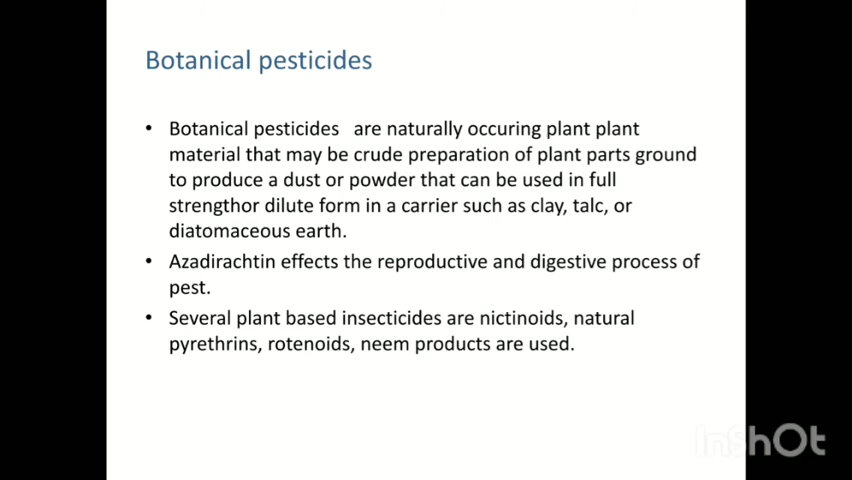 Botanical pesticides
• Botanical pesticides are naturally occuring plant plant
material that may be crude preparation of plant parts ground
to produce a dust or powder that can be used in full
strengthor dilute form in a carrier such as clay, talc, or
diatomaceous earth.
• Azadirachtin effects the reproductive and digestive process of
pest.
• Several plant based insecticides are nictinoids, natural
pyrethrins, rotenoids, neem products are used.
InShOt